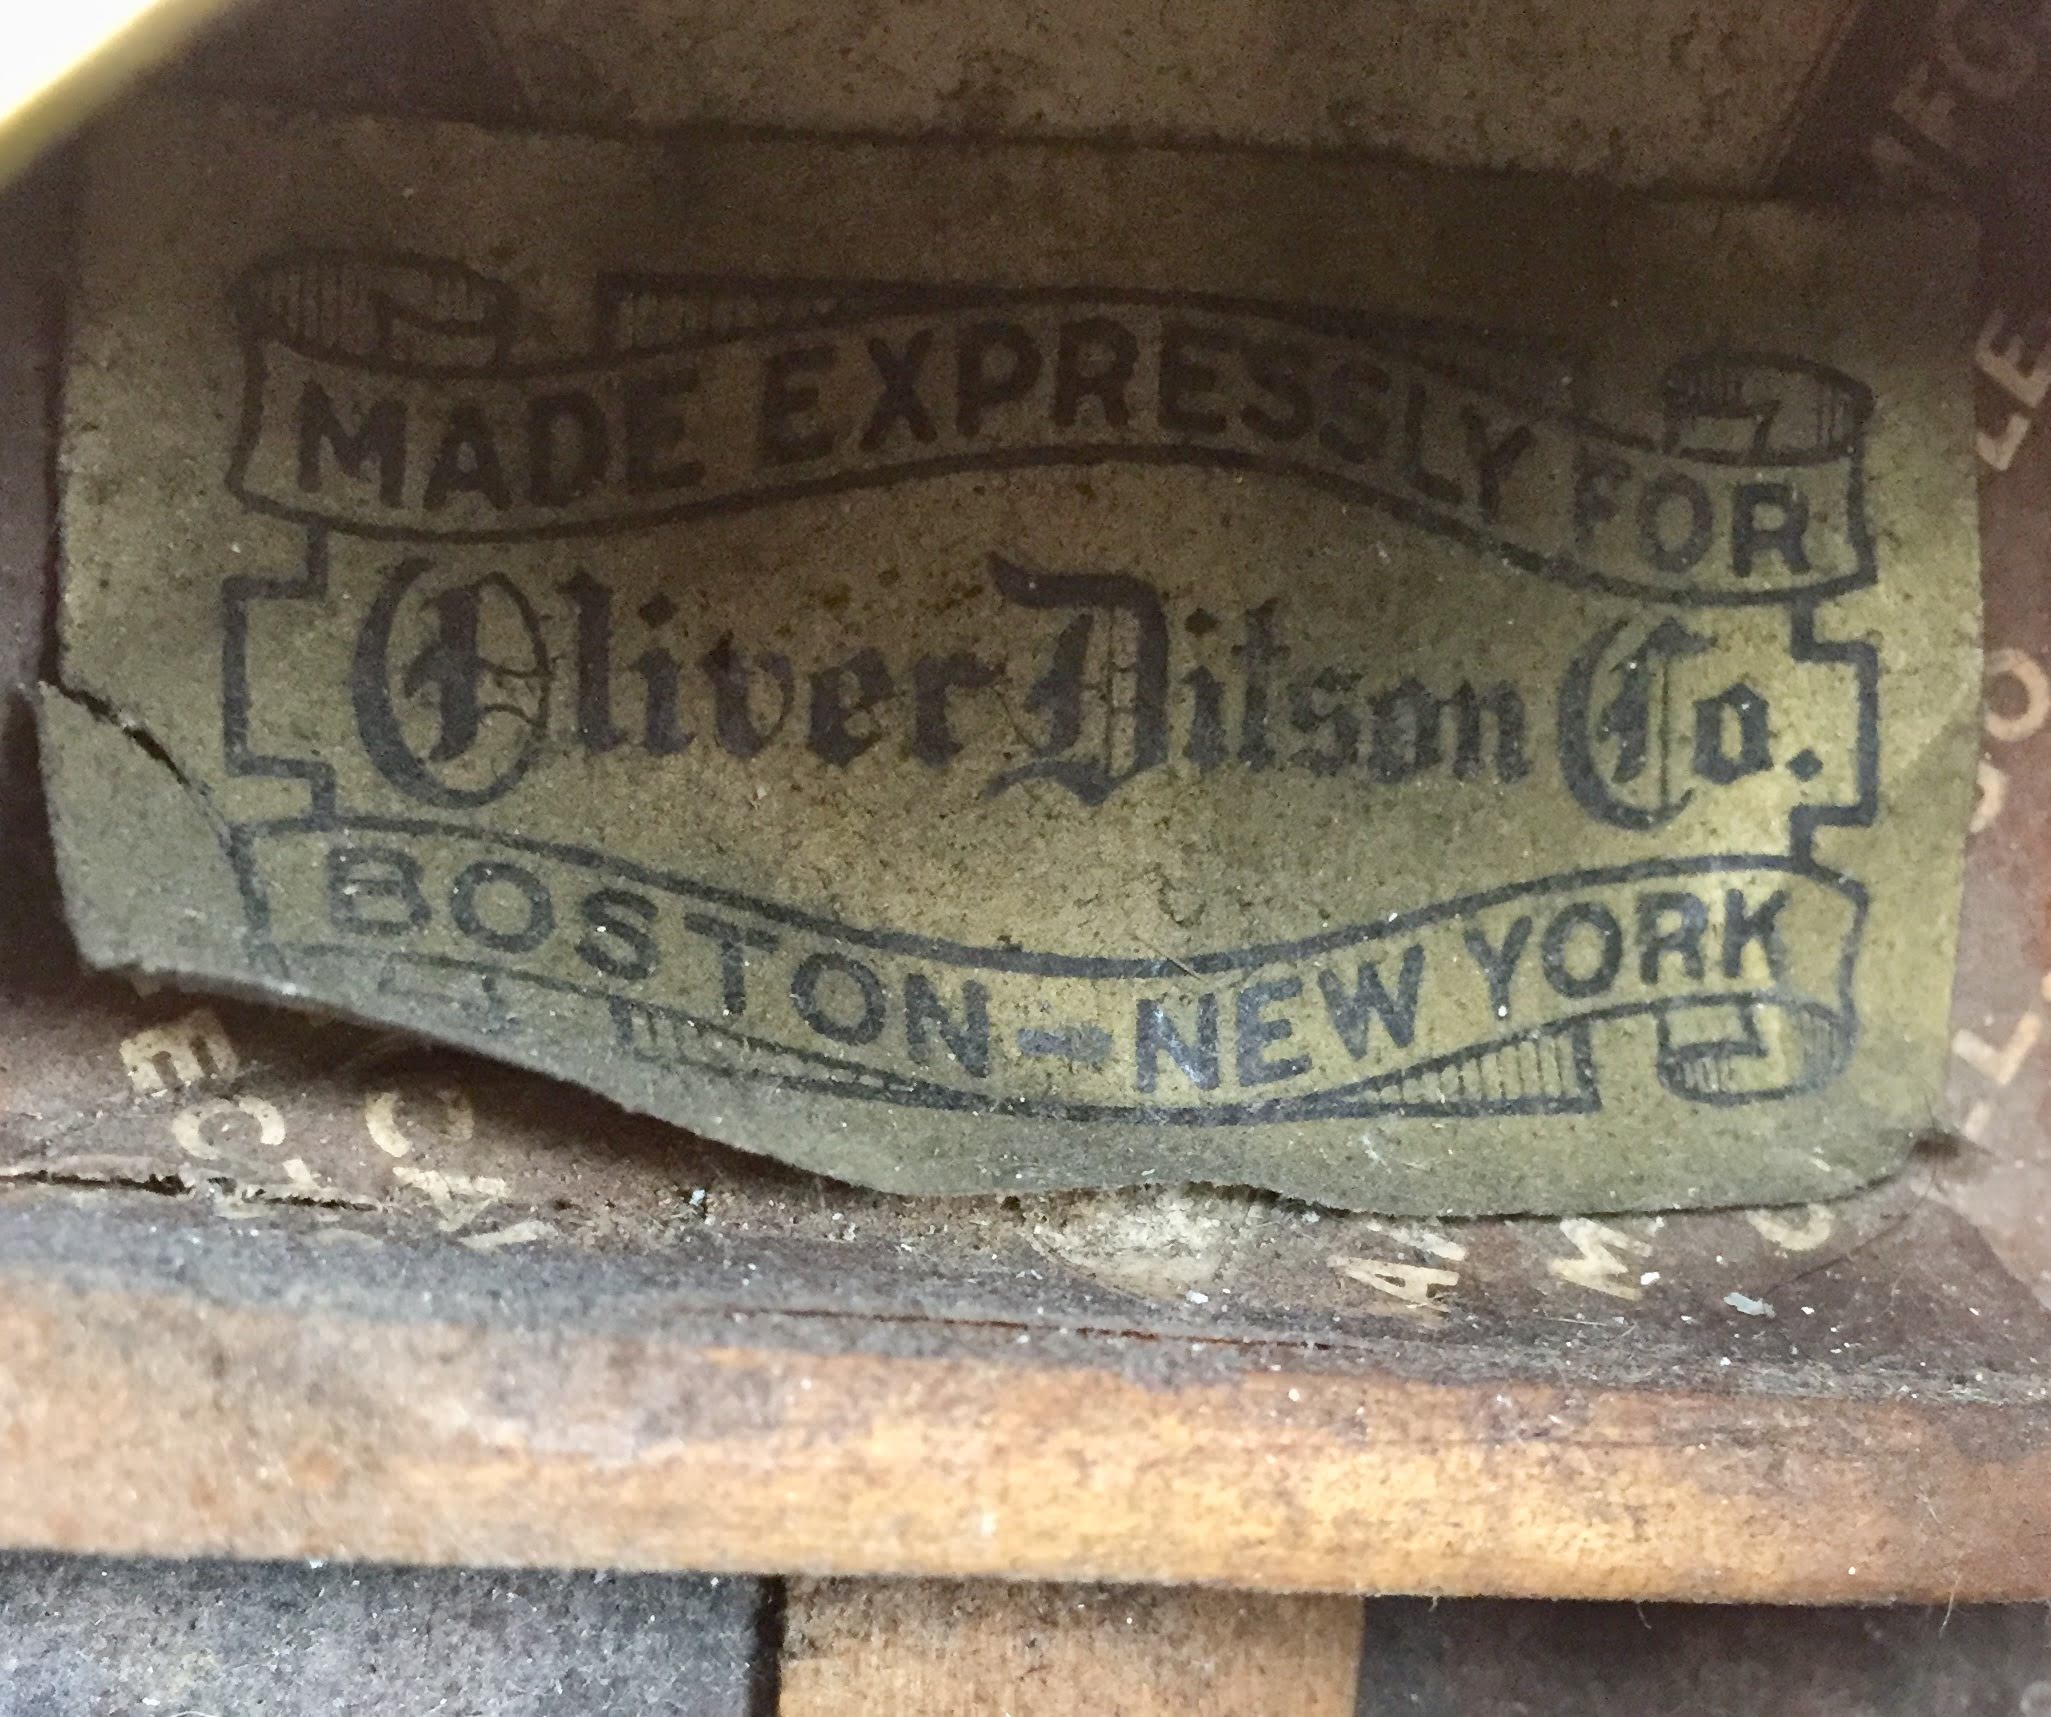 MADE EXPRESSLY FOR
Oliver Ditson Co.
BOSTON - NEW YORK